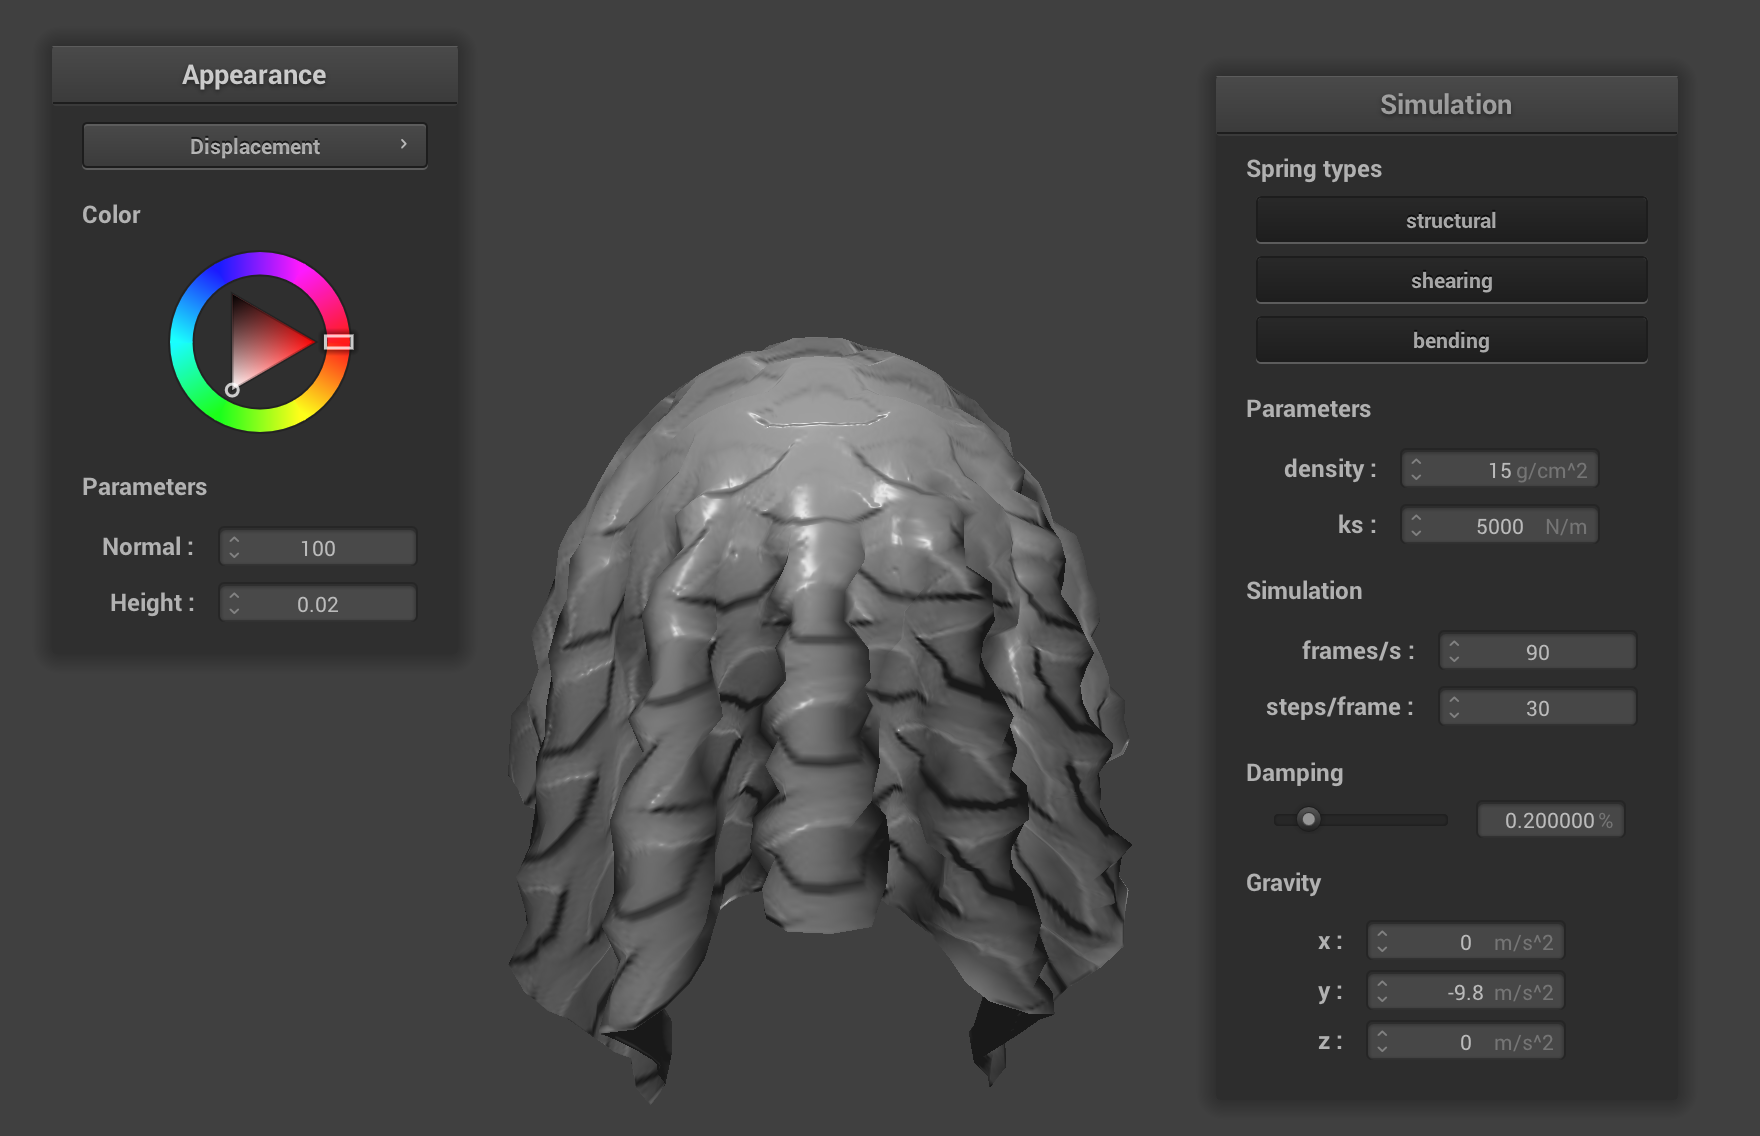 Appearance
Displacement
Color
Parameters
Normal : 100
Height : 0.02
Simulation
Spring types
structural
shearing
bending
Parameters
density : 15 g/cm^2
ks : 5000 N/m
Simulation
frames/s : 90
steps/frame : 30
Damping
0.200000 %
Gravity
x : 0 m/s^2
y : -9.8 m/s^2
z : 0 m/s^2